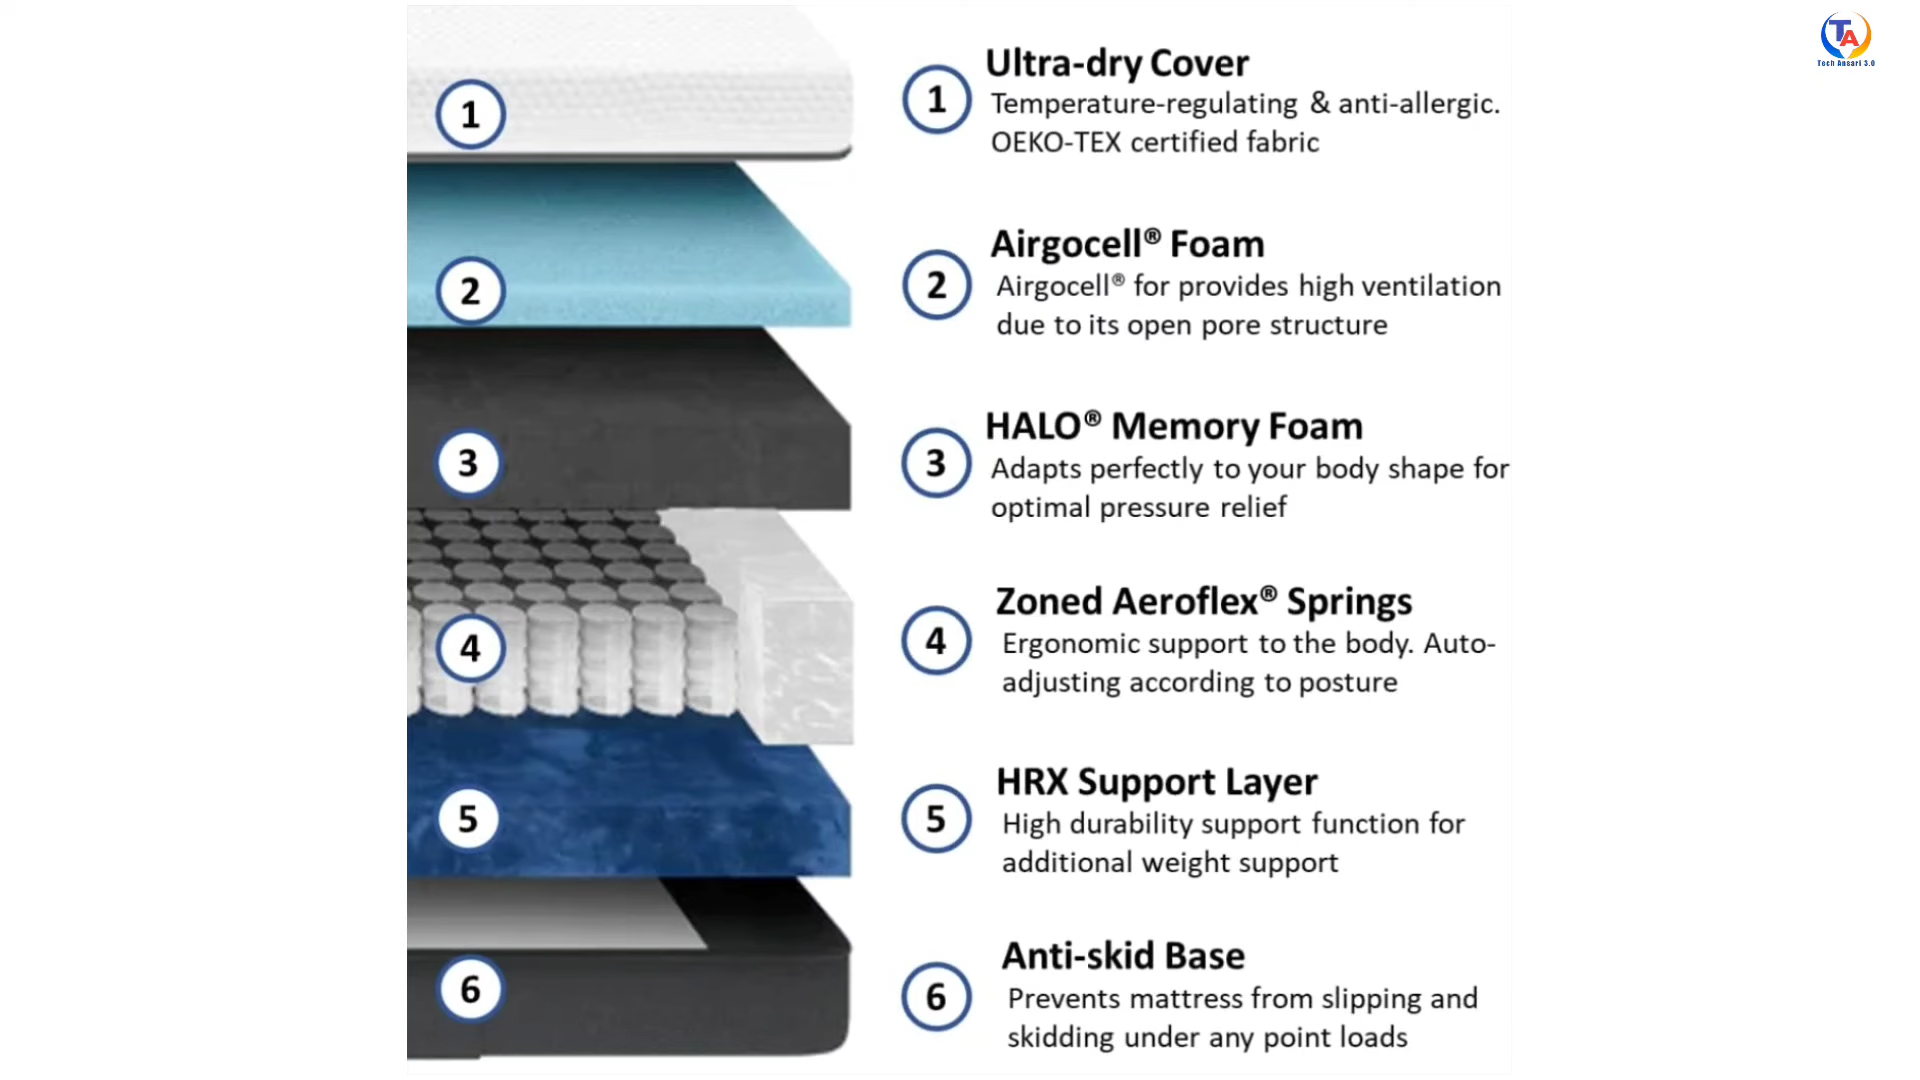 TA
Tech Ansari 3.0
1
1
Ultra-dry Cover
Temperature-regulating & anti-allergic.
OEKO-TEX certified fabric
2
2
Airgocell® Foam
Airgocell® for provides high ventilation
due to its open pore structure
3
3
HALO® Memory Foam
Adapts perfectly to your body shape for
optimal pressure relief
4
4
Zoned Aeroflex® Springs
Ergonomic support to the body. Auto-
adjusting according to posture
5
5
HRX Support Layer
High durability support function for
additional weight support
6
6
Anti-skid Base
Prevents mattress from slipping and
skidding under any point loads